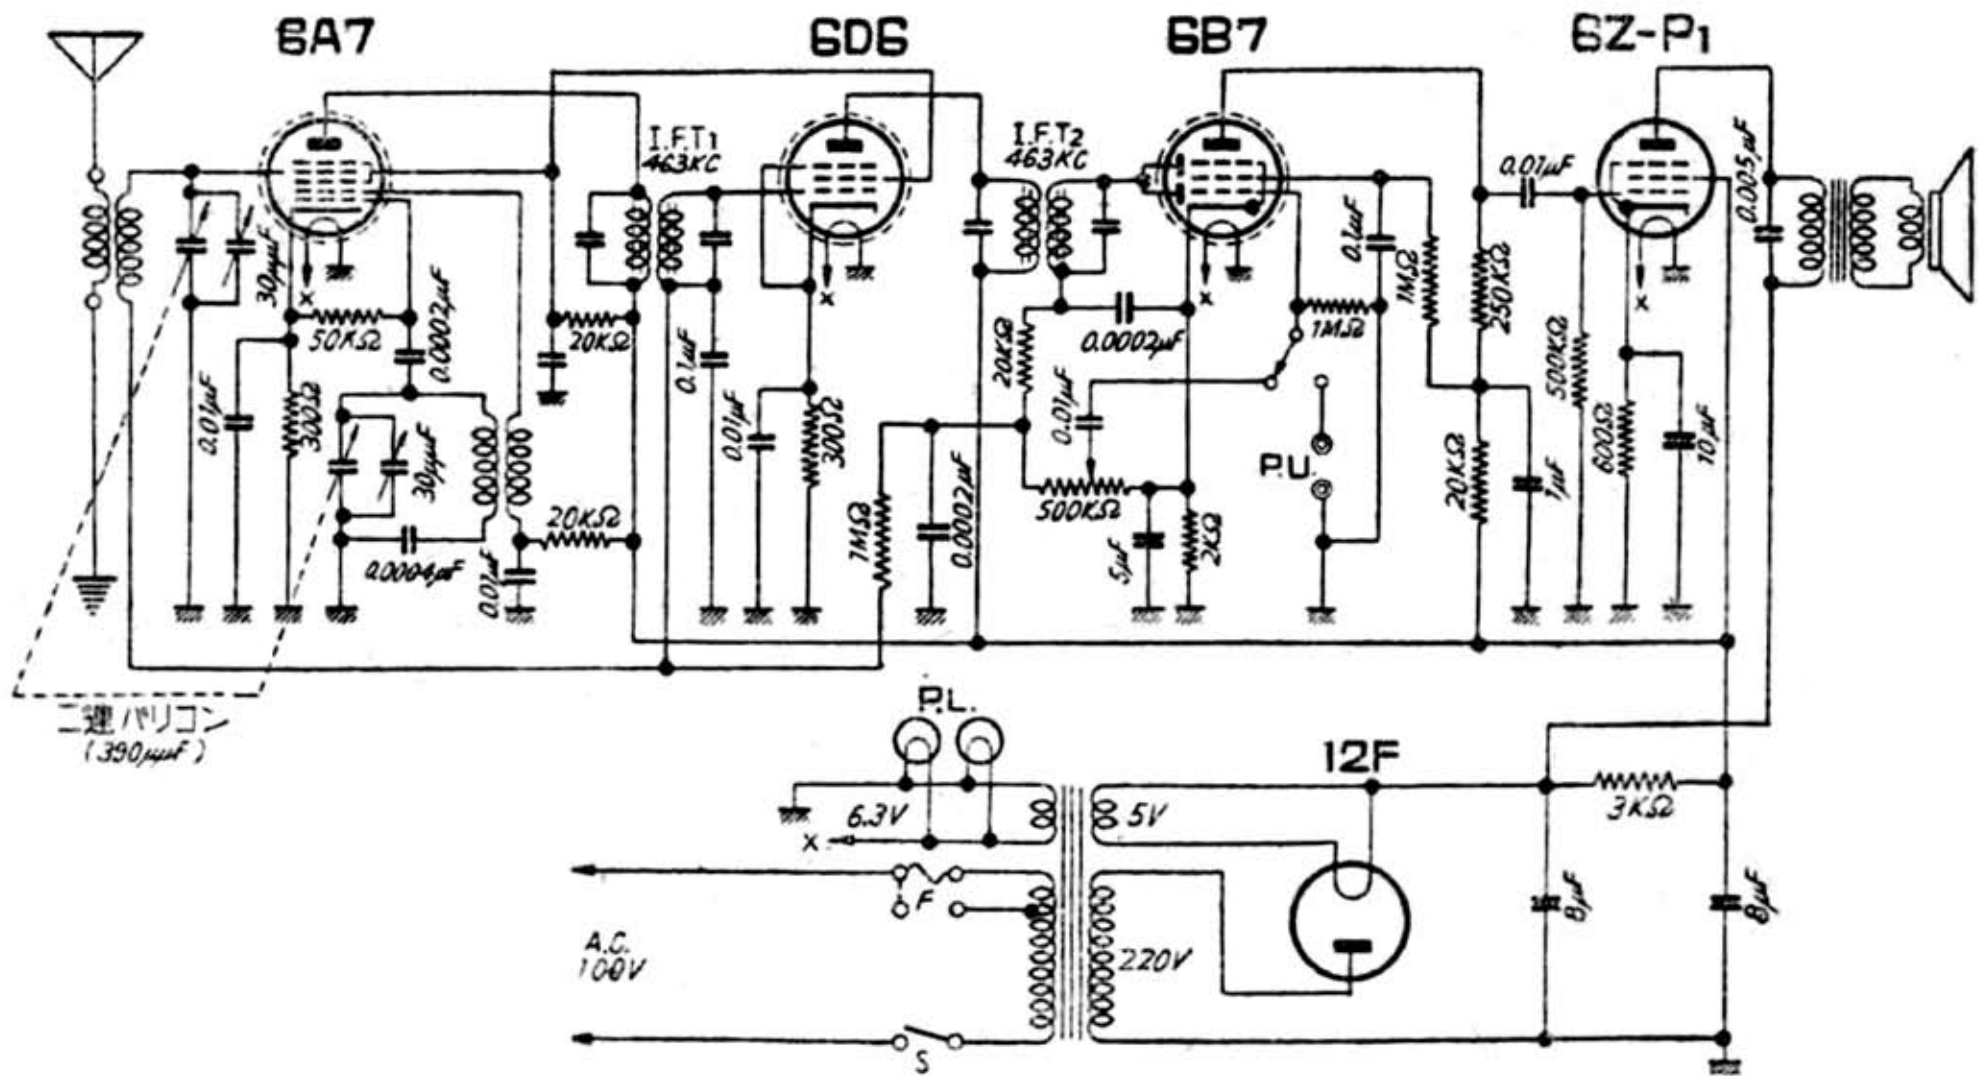 6A7
6D6
6B7
6Z-P1
I.F.T1
463KC
I.F.T2
463KC
30μμF
50KΩ
0.0002μF
0.01μF
300Ω
30μμF
0.0004μF
0.01μF
20KΩ
20KΩ
0.1μF
0.01μF
300Ω
1MΩ
0.0002μF
20KΩ
0.0002μF
0.01μF
500KΩ
5μF
2KΩ
X
X
X
X
0.1μF
1MΩ
1MΩ
P.U.
250KΩ
20KΩ
1μF
0.01μF
500KΩ
600Ω
10μF
0.005μF
二連バリコン
(390μμF)
P.L.
12F
6.3V
X
5V
3KΩ
F
A.C.
100V
220V
8μF
8μF
S